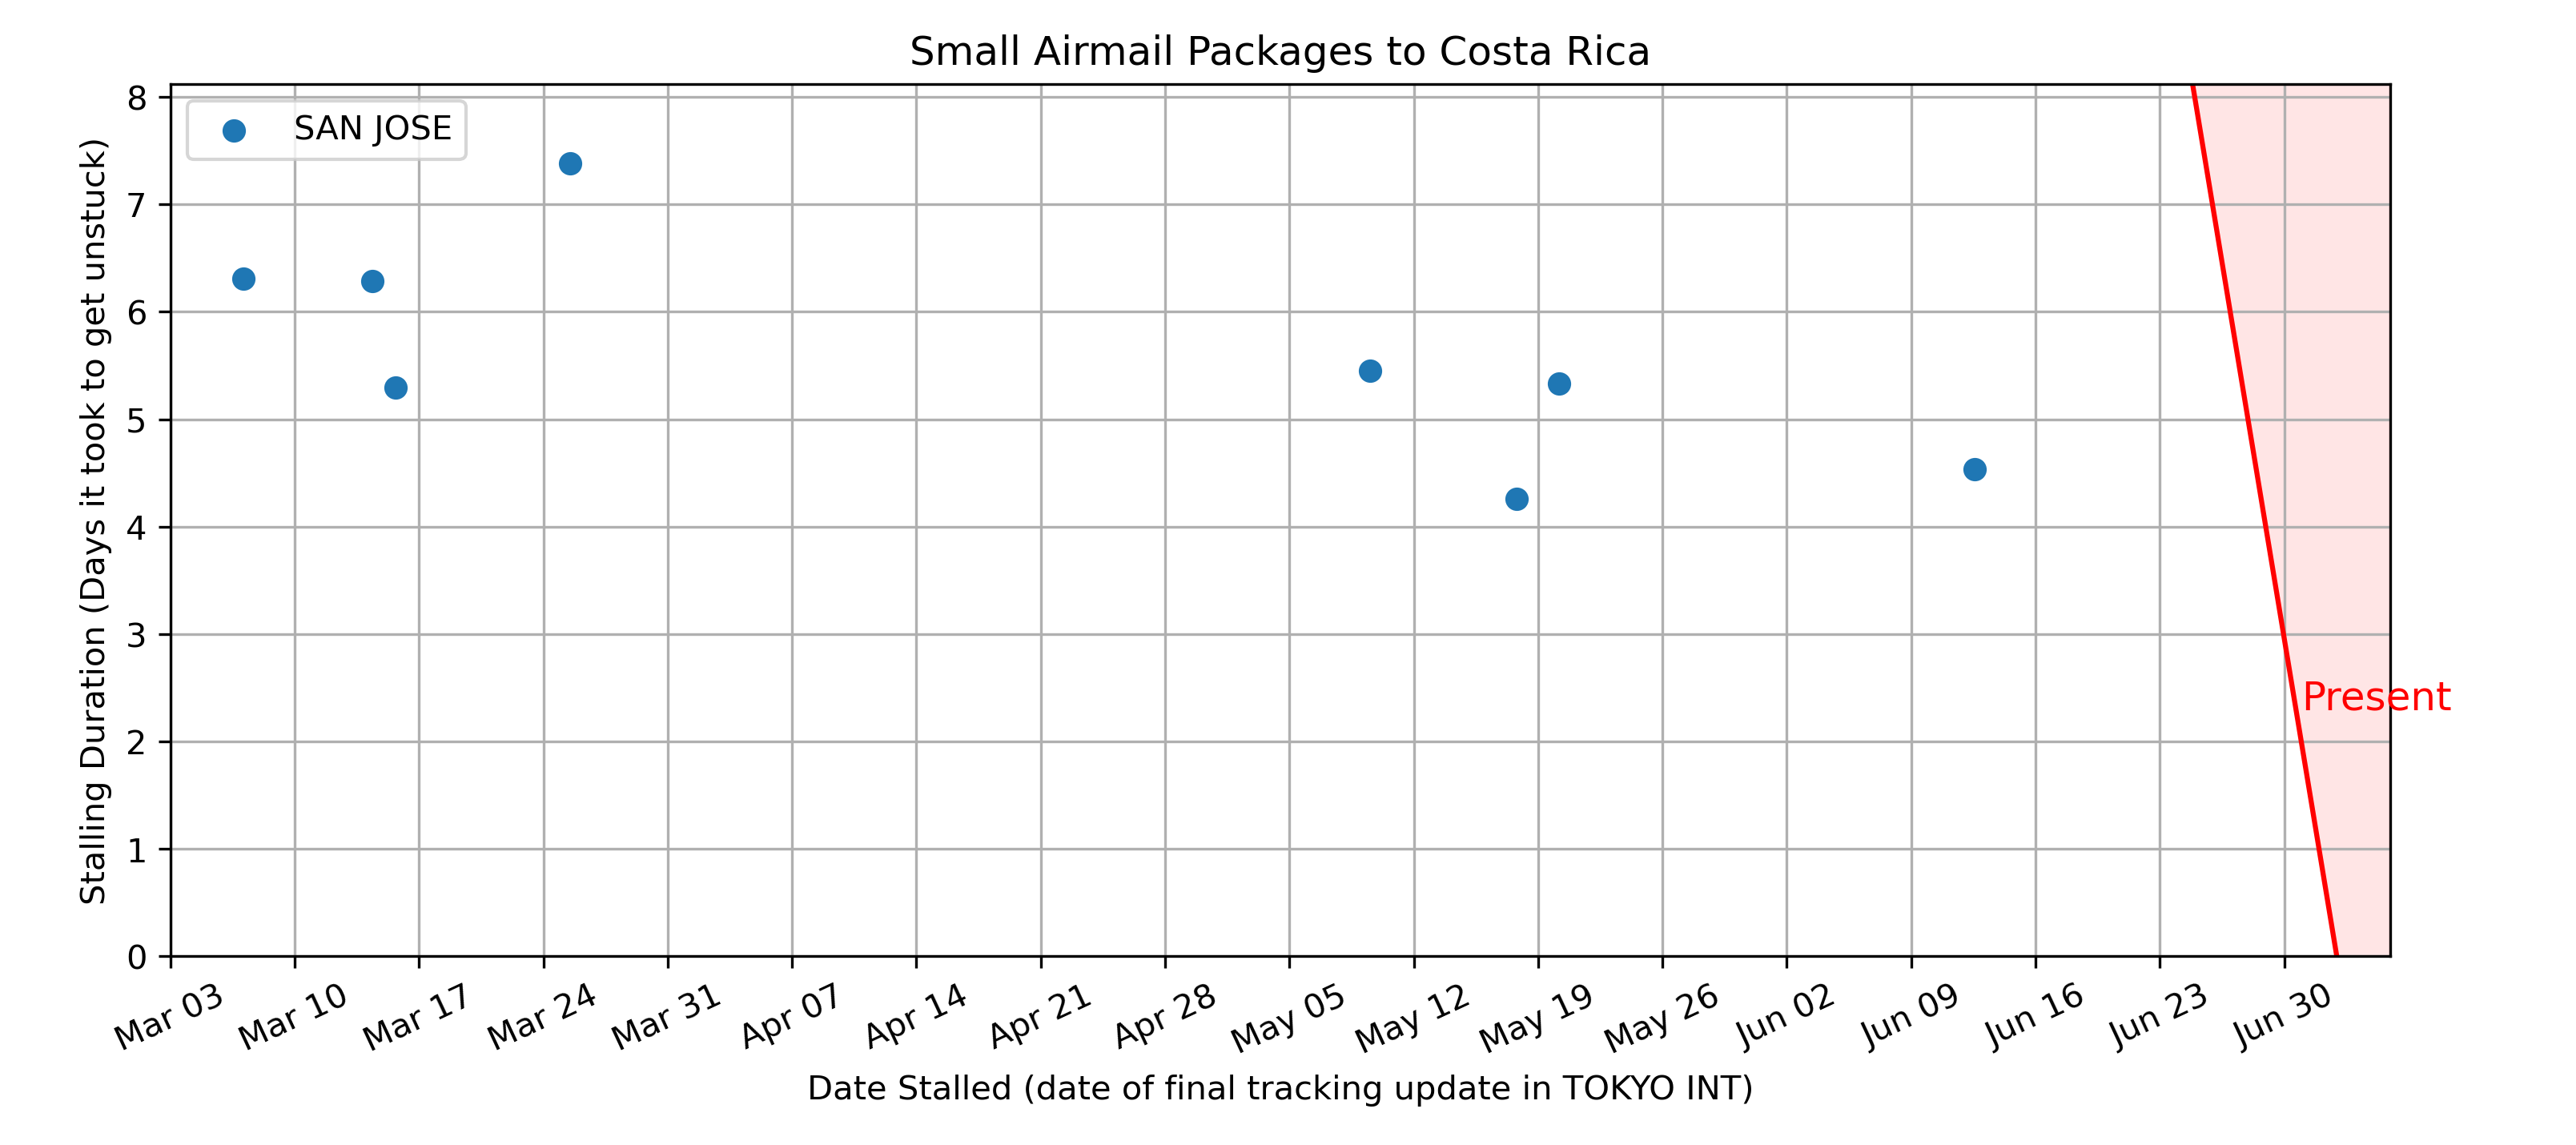 Small Airmail Packages to Costa Rica
SAN JOSE
Stalling Duration (Days it took to get unstuck)
8
7
6
5
4
3
2
1
0
Present
Mar 03
Mar 10
Mar 17
Mar 24
Mar 31
Apr 07
Apr 14
Apr 21
Apr 28
May 05
May 12
May 19
May 26
Jun 02
Jun 09
Jun 16
Jun 23
Jun 30
Date Stalled (date of final tracking update in TOKYO INT)